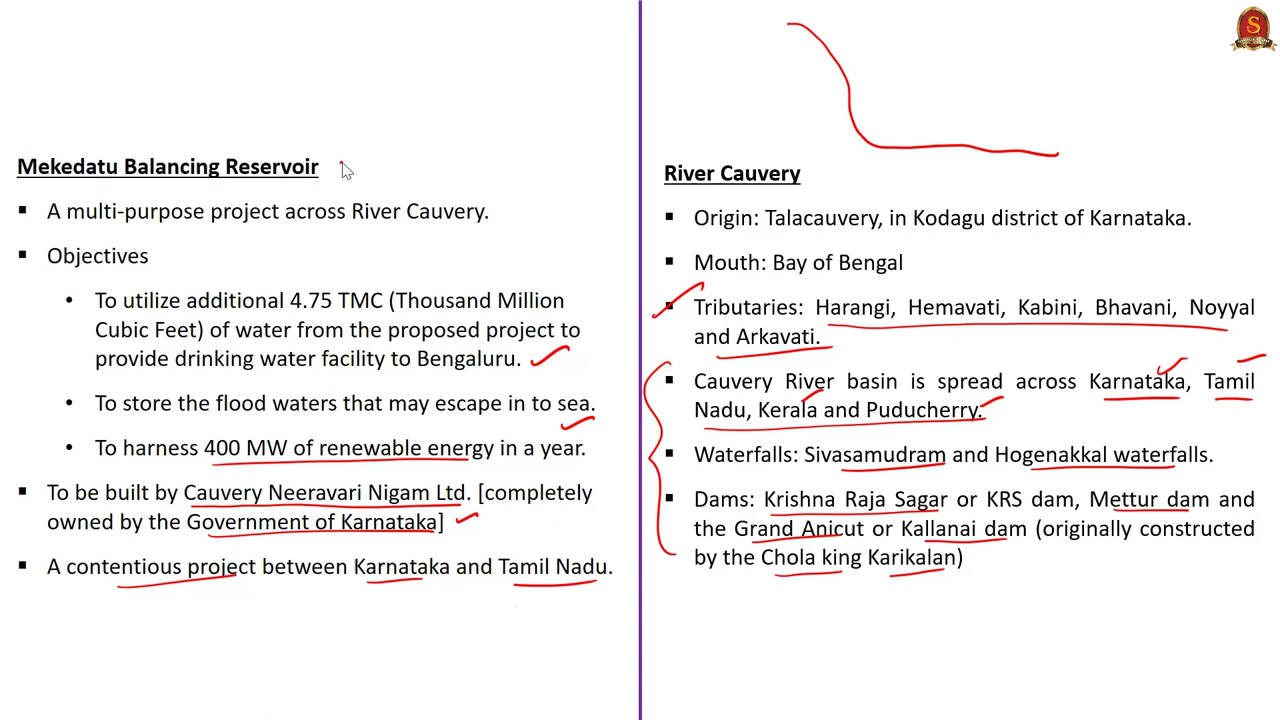 Mekedatu Balancing Reservoir
▪ A multi-purpose project across River Cauvery.
▪ Objectives
• To utilize additional 4.75 TMC (Thousand Million
Cubic Feet) of water from the proposed project to
provide drinking water facility to Bengaluru.
• To store the flood waters that may escape in to sea.
• To harness 400 MW of renewable energy in a year.
▪ To be built by Cauvery Neeravari Nigam Ltd. [completely
owned by the Government of Karnataka]
▪ A contentious project between Karnataka and Tamil Nadu.
River Cauvery
▪ Origin: Talacauvery, in Kodagu district of Karnataka.
▪ Mouth: Bay of Bengal
▪ Tributaries: Harangi, Hemavati, Kabini, Bhavani, Noyyal
and Arkavati.
▪ Cauvery River basin is spread across Karnataka, Tamil
Nadu, Kerala and Puducherry.
▪ Waterfalls: Sivasamudram and Hogenakkal waterfalls.
▪ Dams: Krishna Raja Sagar or KRS dam, Mettur dam and
the Grand Anicut or Kallanai dam (originally constructed
by the Chola king Karikalan)
S